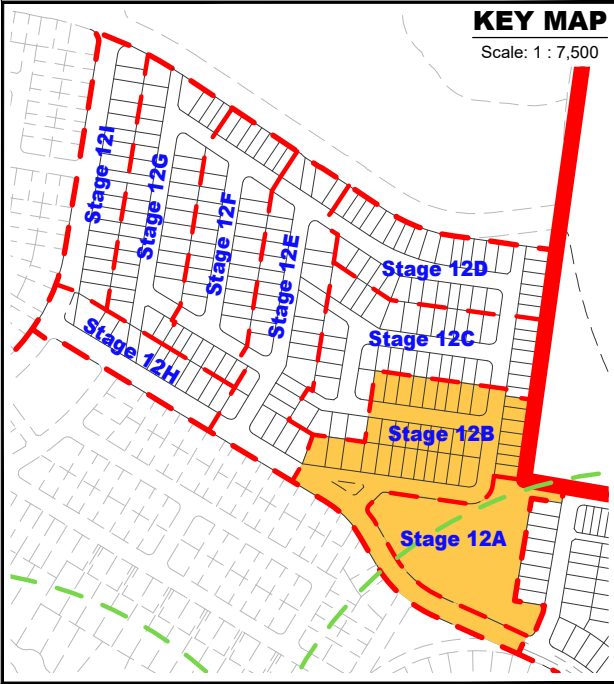 KEY MAP
Scale: 1 : 7,500
Stage 12I
Stage 12G
Stage 12F
Stage 12E
Stage 12D
Stage 12C
Stage 12H
Stage 12B
Stage 12A